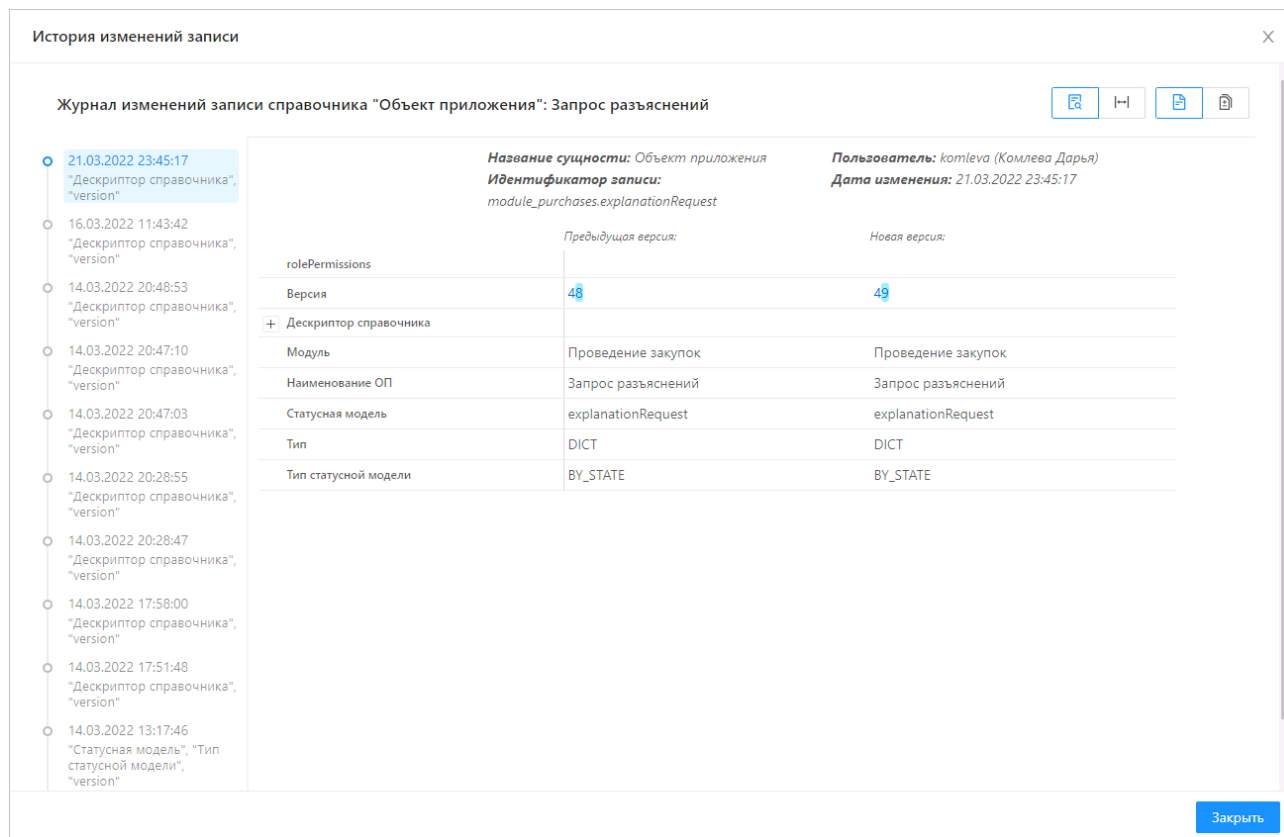 История изменений записи
Журнал изменений записи справочника "Объект приложения": Запрос разъяснений
21.03.2022 23:45:17
"Дескриптор справочника",
"version"
16.03.2022 11:43:42
"Дескриптор справочника",
"version"
14.03.2022 20:48:53
"Дескриптор справочника",
"version"
14.03.2022 20:47:10
"Дескриптор справочника",
"version"
14.03.2022 20:47:03
"Дескриптор справочника",
"version"
14.03.2022 20:28:55
"Дескриптор справочника",
"version"
14.03.2022 20:28:47
"Дескриптор справочника",
"version"
14.03.2022 17:58:00
"Дескриптор справочника",
"version"
14.03.2022 17:51:48
"Дескриптор справочника",
"version"
14.03.2022 13:17:46
"Статусная модель", "Тип
статусной модели",
"version"
Название сущности: Объект приложения
Идентификатор записи:
module_purchases.explanationRequest
Пользователь: komleva (Комлева Дарья)
Дата изменения: 21.03.2022 23:45:17
Предыдущая версия: Новая версия:
rolePermissions
Версия 48 49
Дескриптор справочника
Модуль Проведение закупок Проведение закупок
Наименование ОП Запрос разъяснений Запрос разъяснений
Статусная модель explanationRequest explanationRequest
Тип DICT DICT
Тип статусной модели BY_STATE BY_STATE
Закрыть